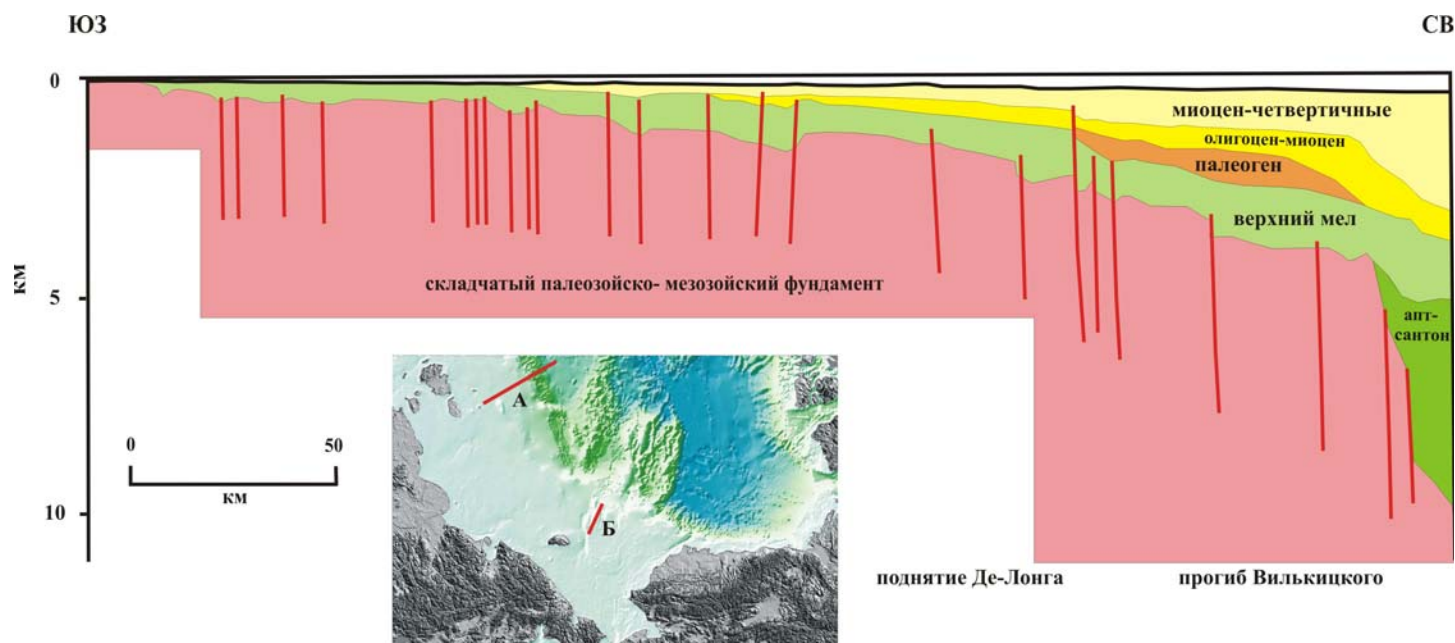 ЮЗ
СВ
0
км
5
10
миоцен-четвертичные
олигоцен-миоцен
палеоген
верхний мел
складчатый палеозойско- мезозойский фундамент
апт-
сантон
А
Б
0
50
км
поднятие Де-Лонга
прогиб Вилькицкого